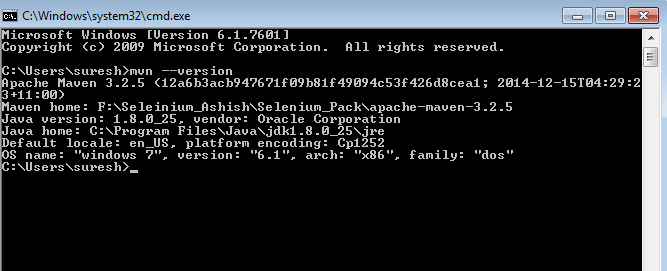 C:\Windows\system32\cmd.exe
Microsoft Windows [Version 6.1.7601]
Copyright (c) 2009 Microsoft Corporation.  All rights reserved.
C:\Users\suresh>mvn --version
Apache Maven 3.2.5 (12a6b3acb947671f09b81f49094c53f426d8cea1; 2014-12-15T04:29:2
3+11:00)
Maven home: F:\Seleinium_Ashish\Selenium_Pack\apache-maven-3.2.5
Java version: 1.8.0_25, vendor: Oracle Corporation
Java home: C:\Program Files\Java\jdk1.8.0_25\jre
Default locale: en_US, platform encoding: Cp1252
OS name: "windows 7", version: "6.1", arch: "x86", family: "dos"
C:\Users\suresh>_